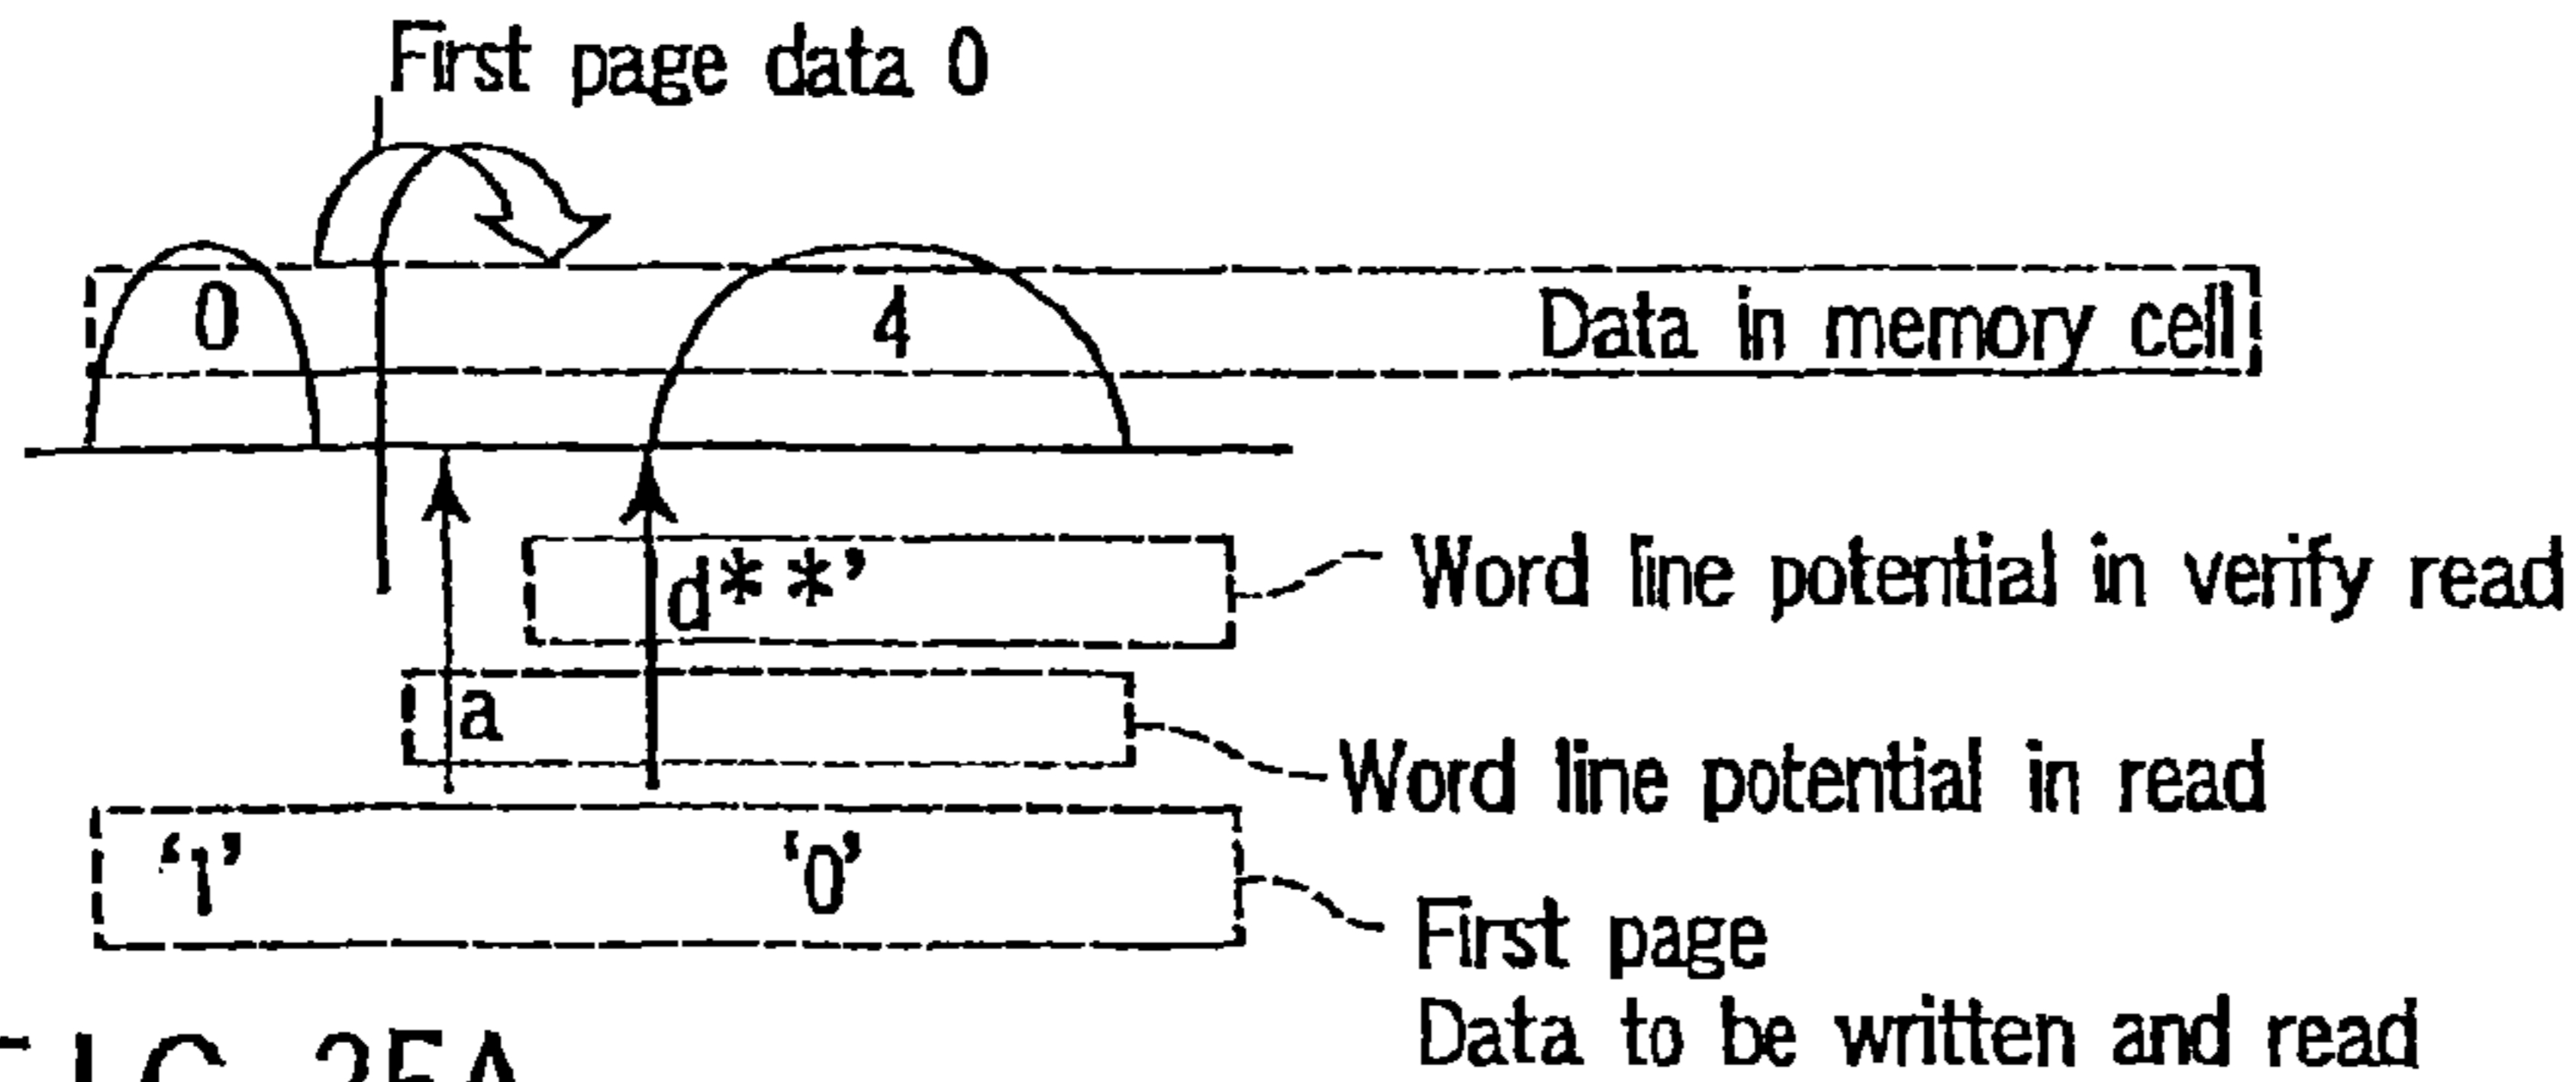 First page data 0
0 4 Data in memory cell
d**’ Word line potential in verify read
a
Word line potential in read
‘1’ ‘0’
First page
Data to be written and read